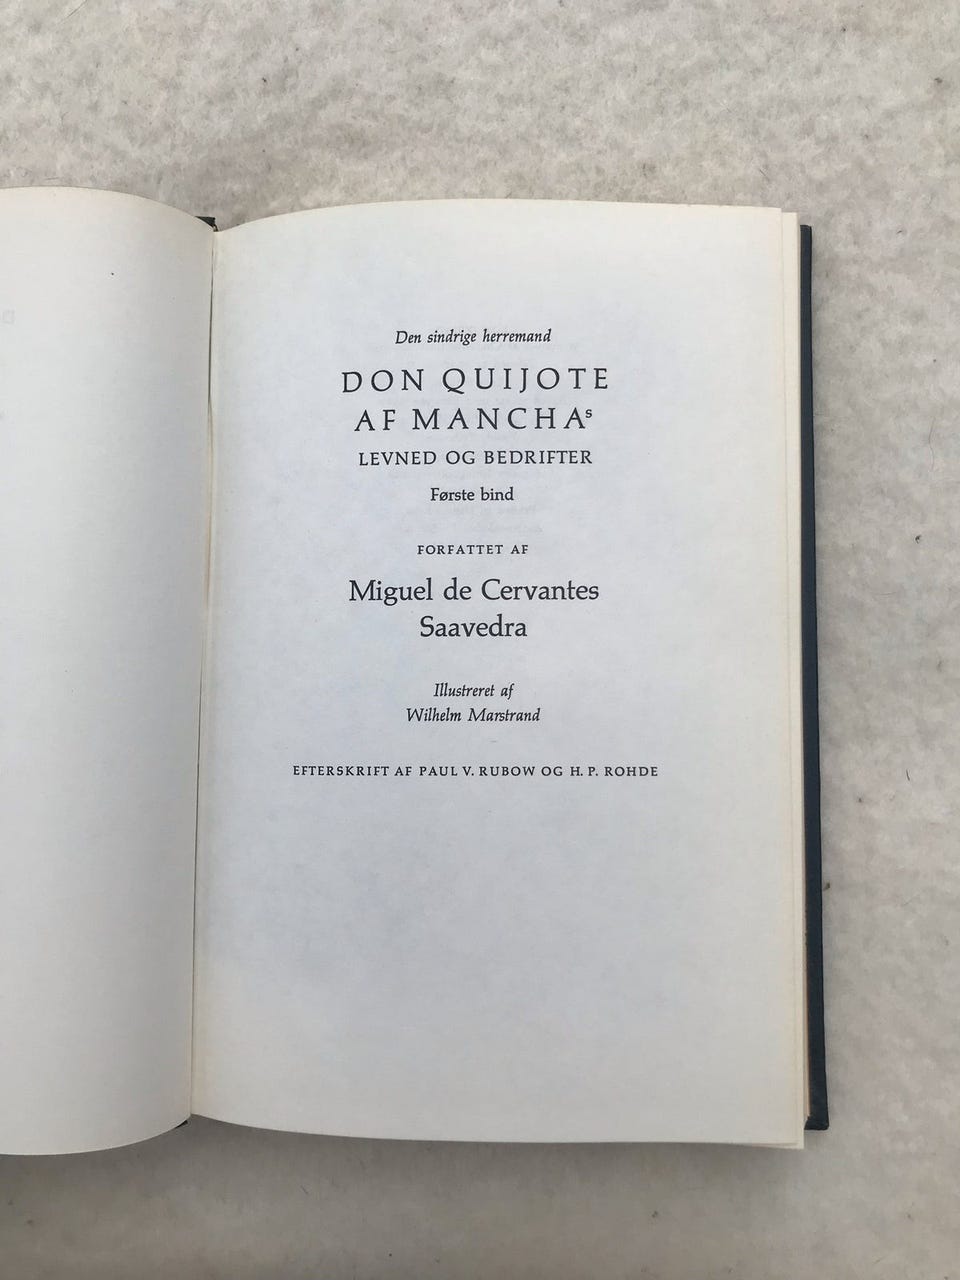 Den sindrige herremand
DON QUIJOTE
AF MANCHAs
LEVNED OG BEDRIFTER
Første bind
FORFATTET AF
Miguel de Cervantes
Saavedra
Illustreret af
Wilhelm Marstrand
EFTERSKRIFT AF PAUL V. RUBOW OG H. P. ROHDE